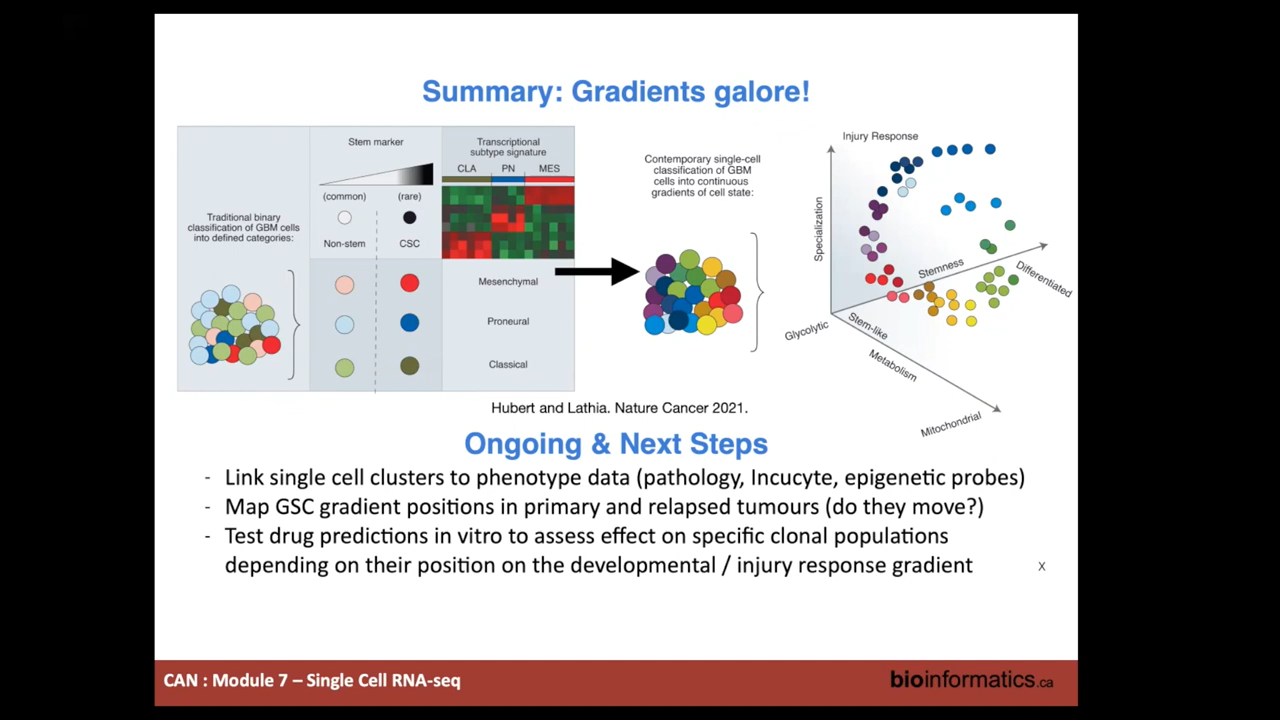 Summary: Gradients galore!
Traditional binary
classification of GBM cells
into defined categories:
Stem marker
(common)
(rare)
Non-stem
CSC
Transcriptional
subtype signature
CLA
PN
MES
Mesenchymal
Proneural
Classical
Contemporary single-cell
classification of GBM
cells into continuous
gradients of cell state:
Injury Response
Specialization
Stemness
Differentiated
Glycolytic
Stem-like
Metabolism
Mitochondrial
Hubert and Lathia. Nature Cancer 2021.
Ongoing & Next Steps
- Link single cell clusters to phenotype data (pathology, Incucyte, epigenetic probes)
- Map GSC gradient positions in primary and relapsed tumours (do they move?)
- Test drug predictions in vitro to assess effect on specific clonal populations
depending on their position on the developmental / injury response gradient
X
CAN : Module 7 – Single Cell RNA-seq
bioinformatics.ca